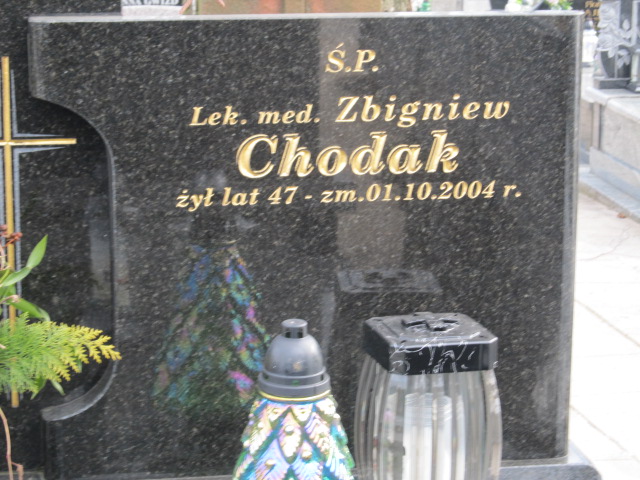 Ś.P.
Lek. med. Zbigniew
Chodak
żył lat 47 - zm.01.10.2004 r.